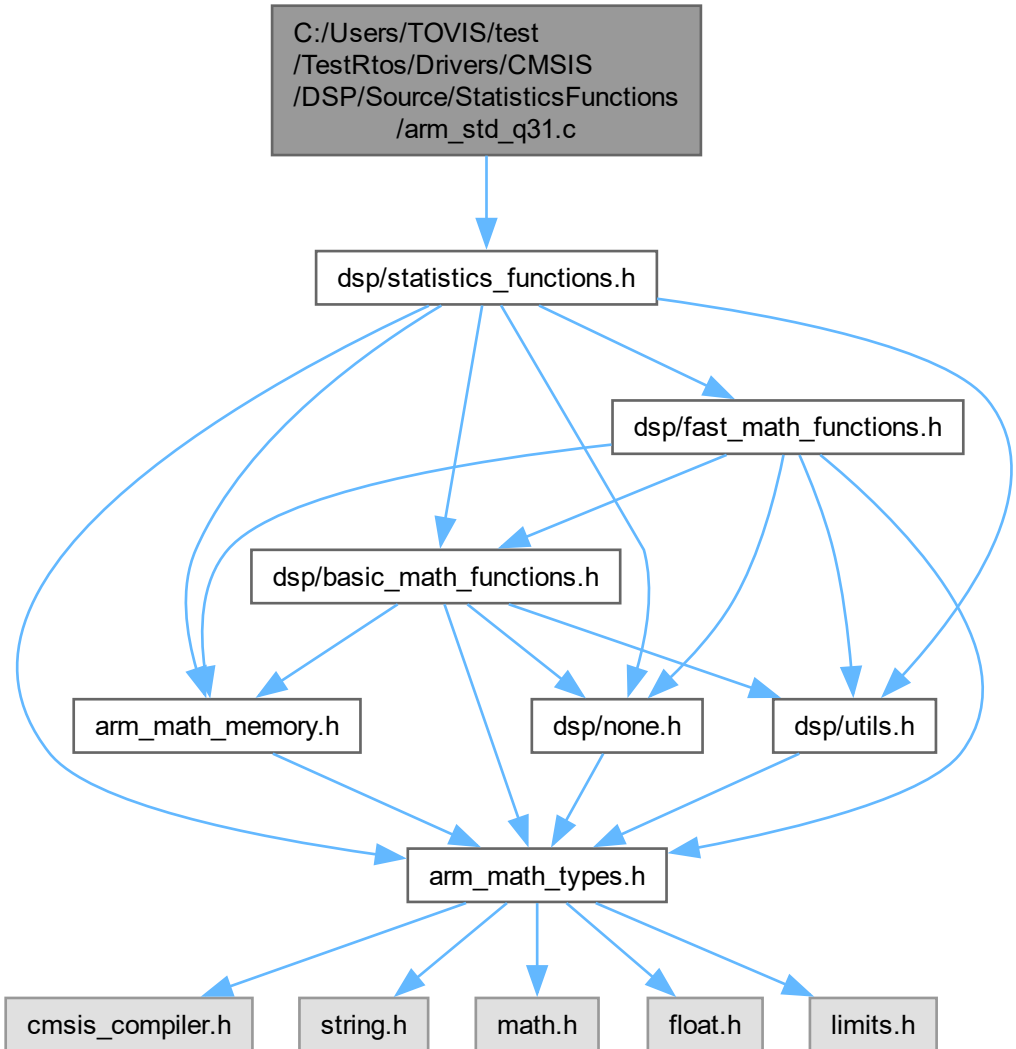 C:/Users/TOVIS/test
/TestRtos/Drivers/CMSIS
/DSP/Source/StatisticsFunctions
/arm_std_q31.c
dsp/statistics_functions.h
dsp/fast_math_functions.h
dsp/basic_math_functions.h
arm_math_memory.h
dsp/none.h
dsp/utils.h
arm_math_types.h
cmsis_compiler.h
string.h
math.h
float.h
limits.h